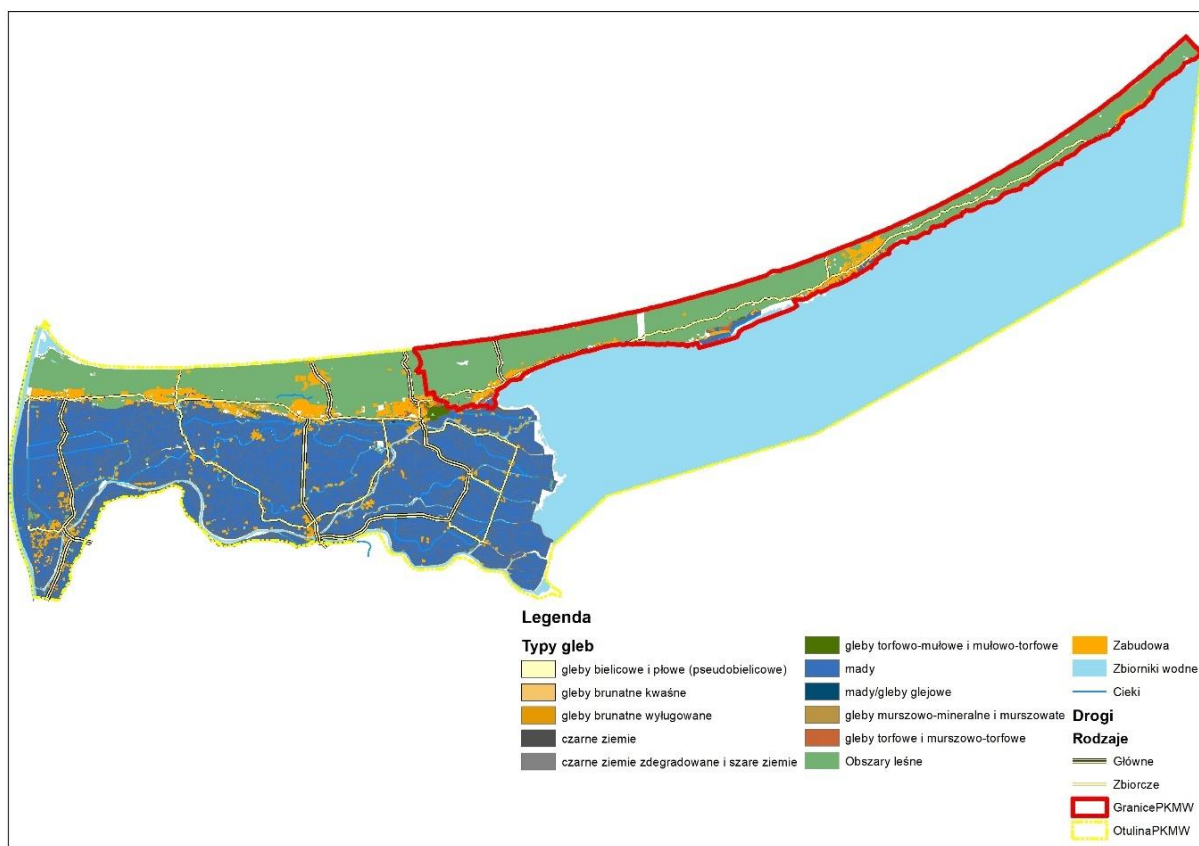 Legenda
Typy gleb
gleby bielicowe i płowe (pseudobielicowe)
gleby brunatne kwaśne
gleby brunatne wyługowane
czarne ziemie
czarne ziemie zdegradowane i szare ziemie
gleby torfowo-mułowe i mułowo-torfowe
mady
mady/gleby glejowe
gleby murszowo-mineralne i murszowate
gleby torfowe i murszowo-torfowe
Obszary leśne
Zabudowa
Zbiorniki wodne
Cieki
Drogi
Rodzaje
Główne
Zbiorcze
GranicePKMW
OtulinaPKMW